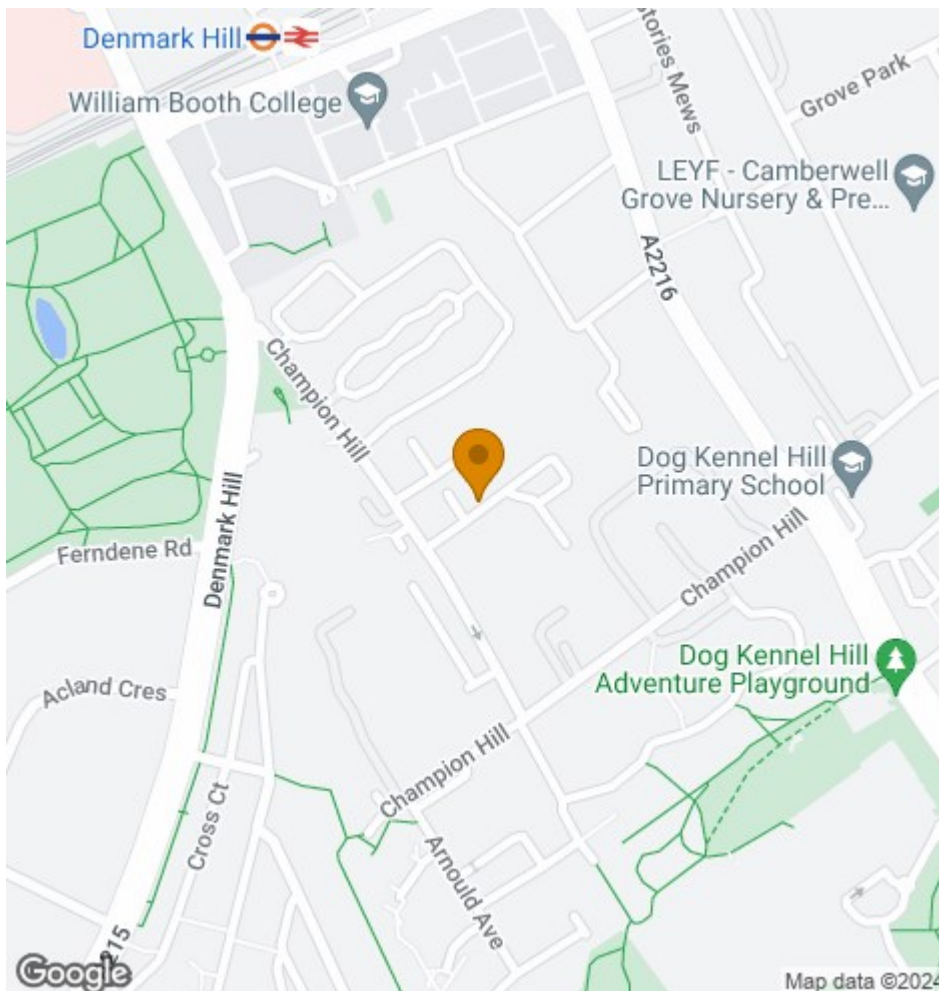 Denmark Hill
William Booth College
Stories Mews
Grove Park
LEYF - Camberwell
Grove Nursery & Pre...
A2216
Champion Hill
Dog Kennel Hill
Primary School
Denmark Hill
Ferndene Rd
Champion Hill
Dog Kennel Hill
Adventure Playground
Acland Cres
Champion Hill
Cross Ct
Arnould Ave
215
Google
Map data ©2024